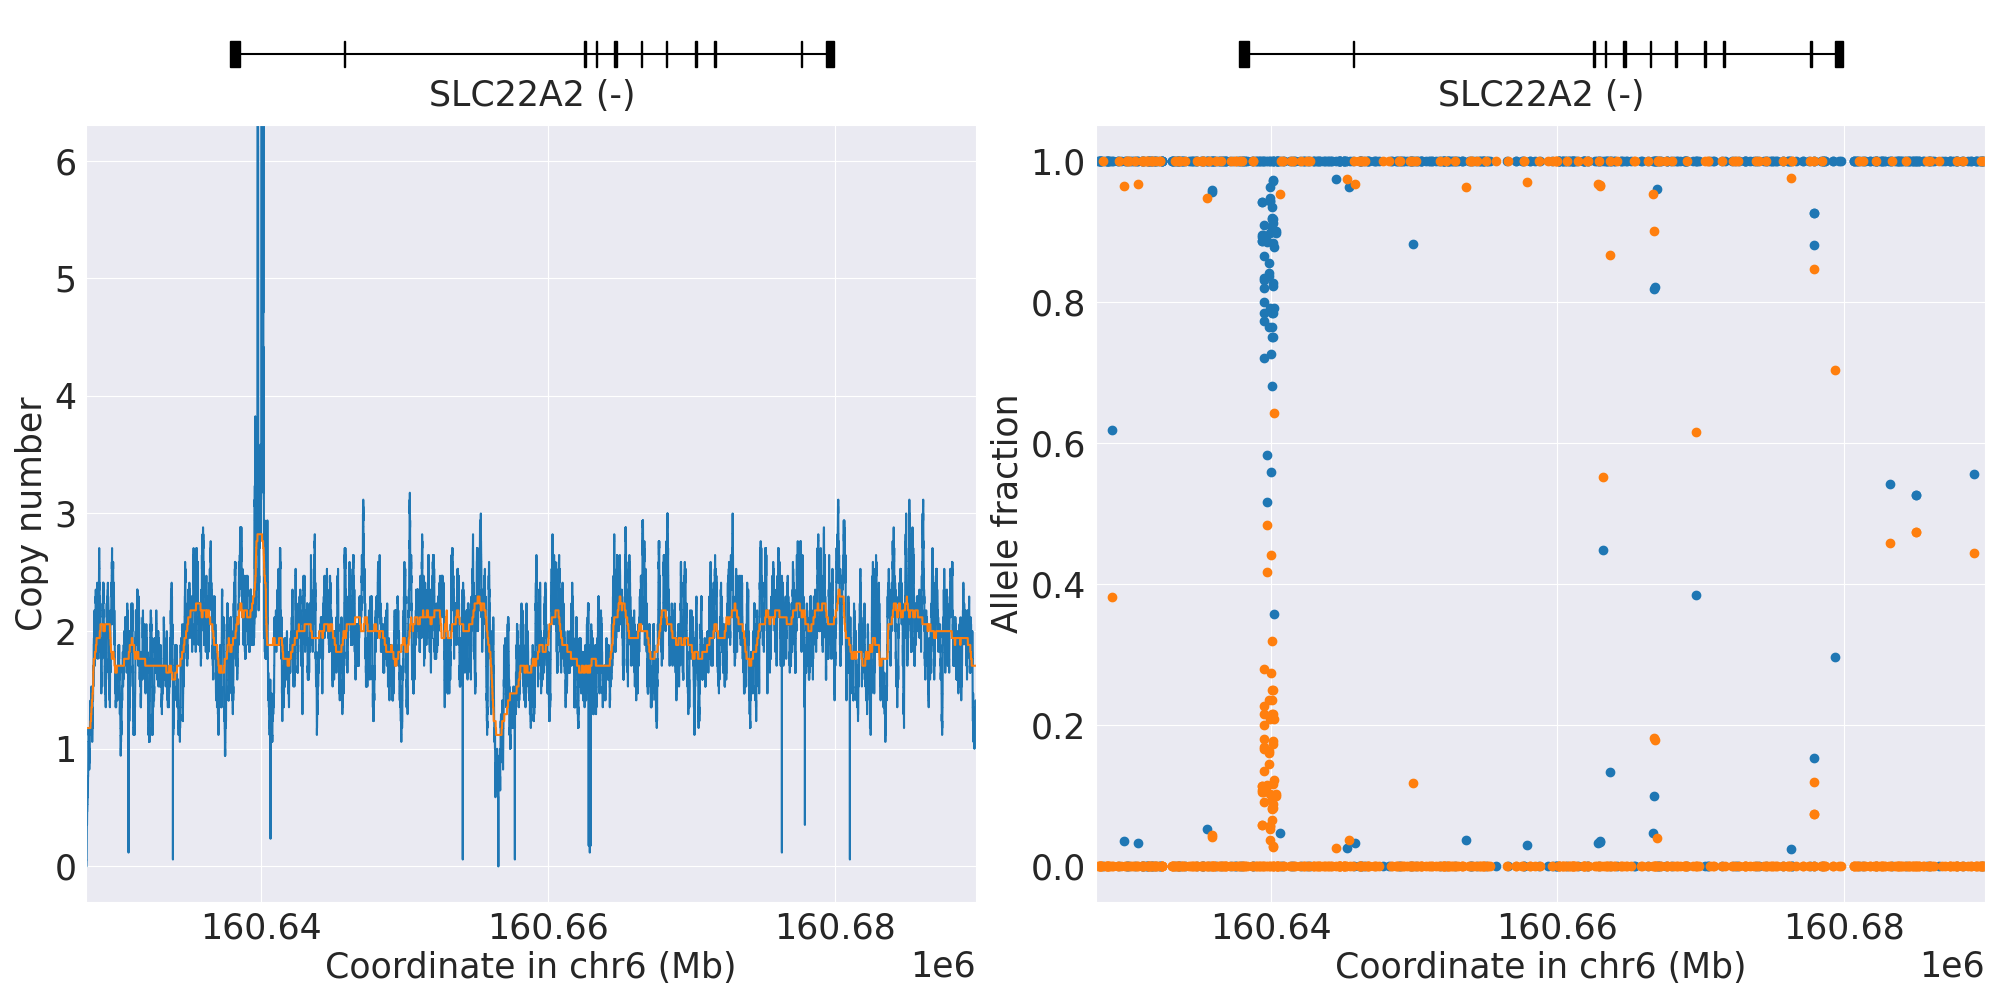 SLC22A2 (-)
6
5
4
3
2
1
0
Copy number
160.64 160.66 160.68
Coordinate in chr6 (Mb) 1e6
SLC22A2 (-)
1.0
0.8
0.6
0.4
0.2
0.0
Allele fraction
160.64 160.66 160.68
Coordinate in chr6 (Mb) 1e6